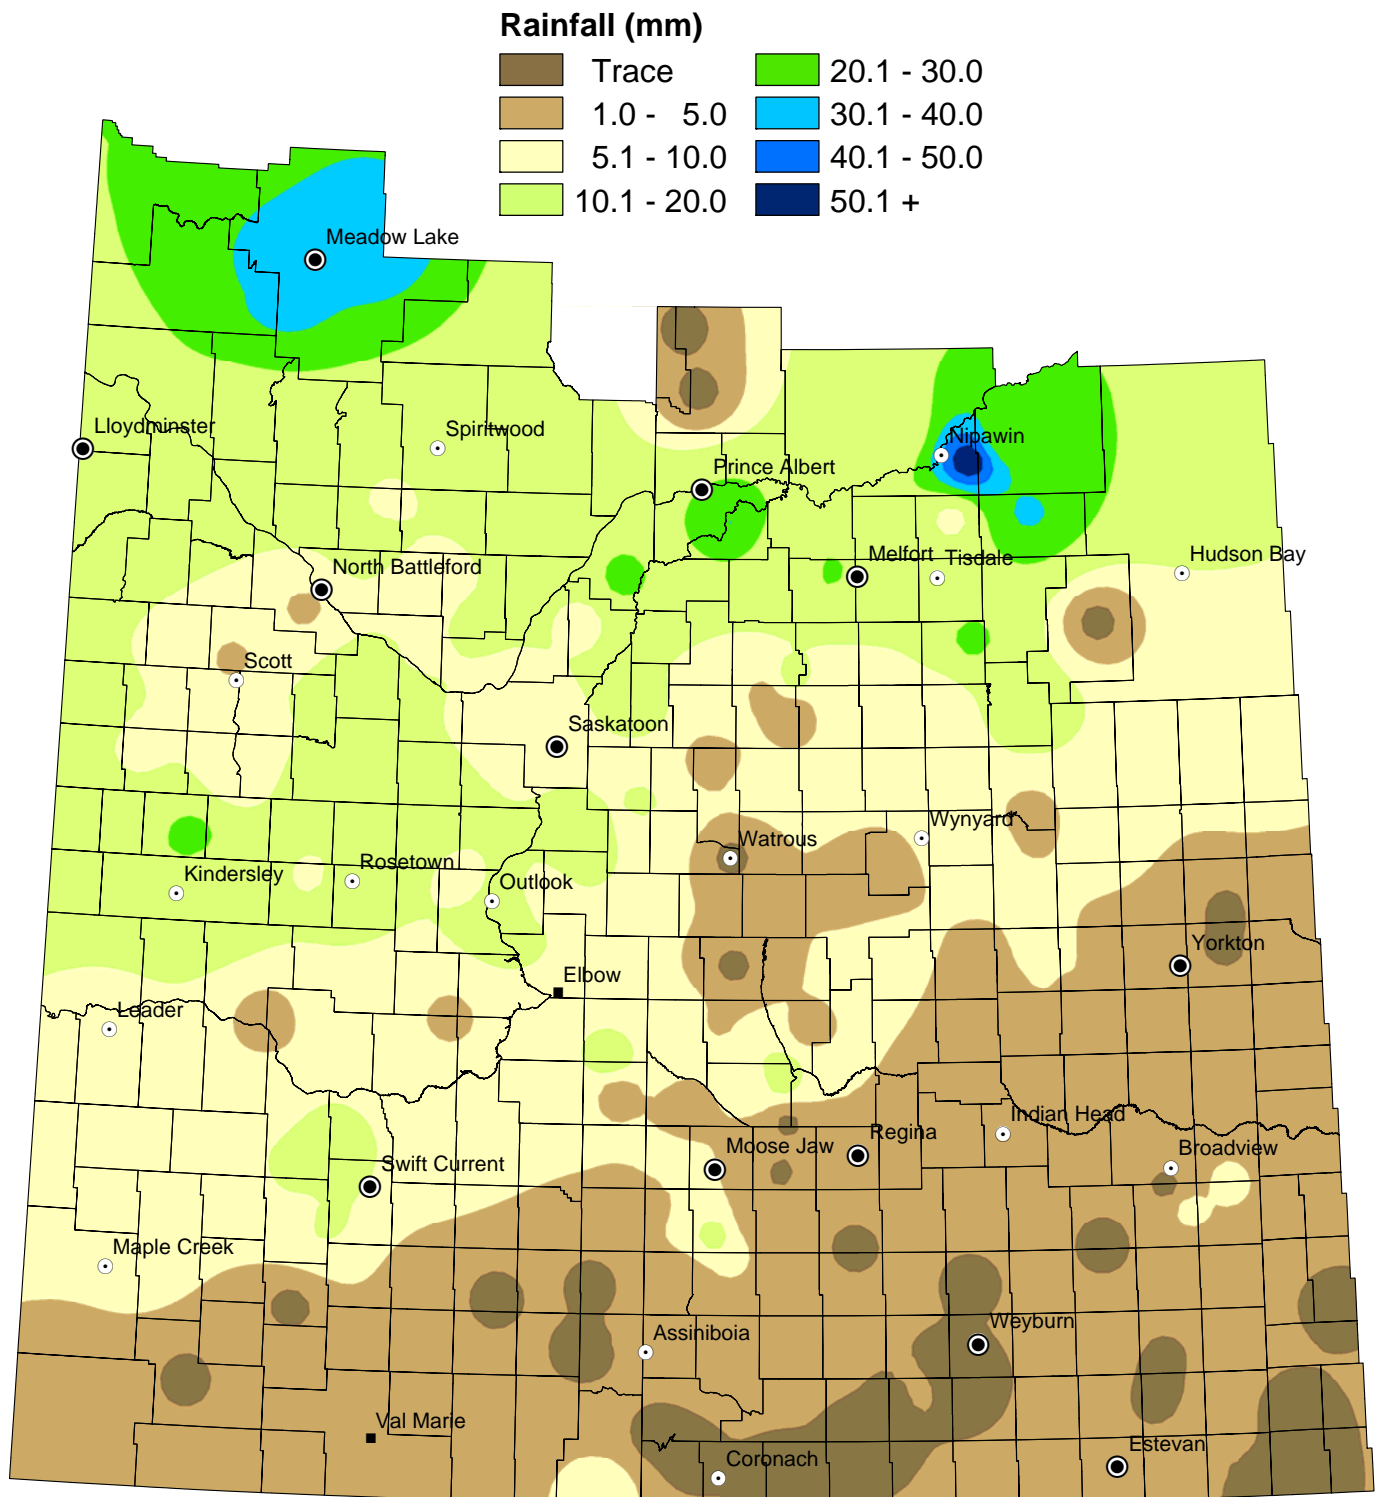 Rainfall (mm)
Trace
1.0 - 5.0
5.1 - 10.0
10.1 - 20.0
20.1 - 30.0
30.1 - 40.0
40.1 - 50.0
50.1 +
Meadow Lake
Lloydminster
Spiritwood
Nipawin
Prince Albert
North Battleford
Melfort
Tisdale
Hudson Bay
Scott
Saskatoon
Watrous
Wynyard
Kindersley
Rosetown
Outlook
Yorkton
Elbow
Leader
Indian Head
Regina
Moose Jaw
Broadview
Swift Current
Maple Creek
Assiniboia
Weyburn
Val Marie
Coronach
Estevan